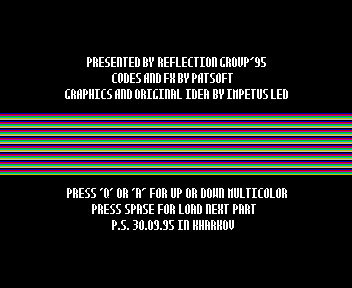 PRESENTED BY REFLECTION GROUP'95
CODES AND FX BY PATSOFT
GRAPHICS AND ORIGINAL IDEA BY IMPETUS LED
PRESS 'Q' OR 'A' FOR UP OR DOWN MULTICOLOR
PRESS SPASE FOR LOAD NEXT PART
P.S. 30.09.95 IN KHARKOV